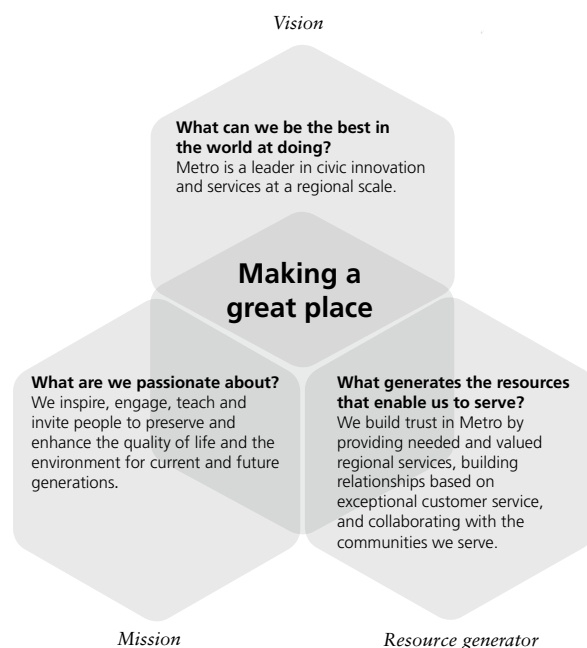 Vision
What can we be the best in
the world at doing?
Metro is a leader in civic innovation
and services at a regional scale.
Making a
great place
What are we passionate about?
We inspire, engage, teach and
invite people to preserve and
enhance the quality of life and the
environment for current and future
generations.
What generates the resources
that enable us to serve?
We build trust in Metro by
providing needed and valued
regional services, building
relationships based on
exceptional customer service,
and collaborating with the
communities we serve.
Mission
Resource generator